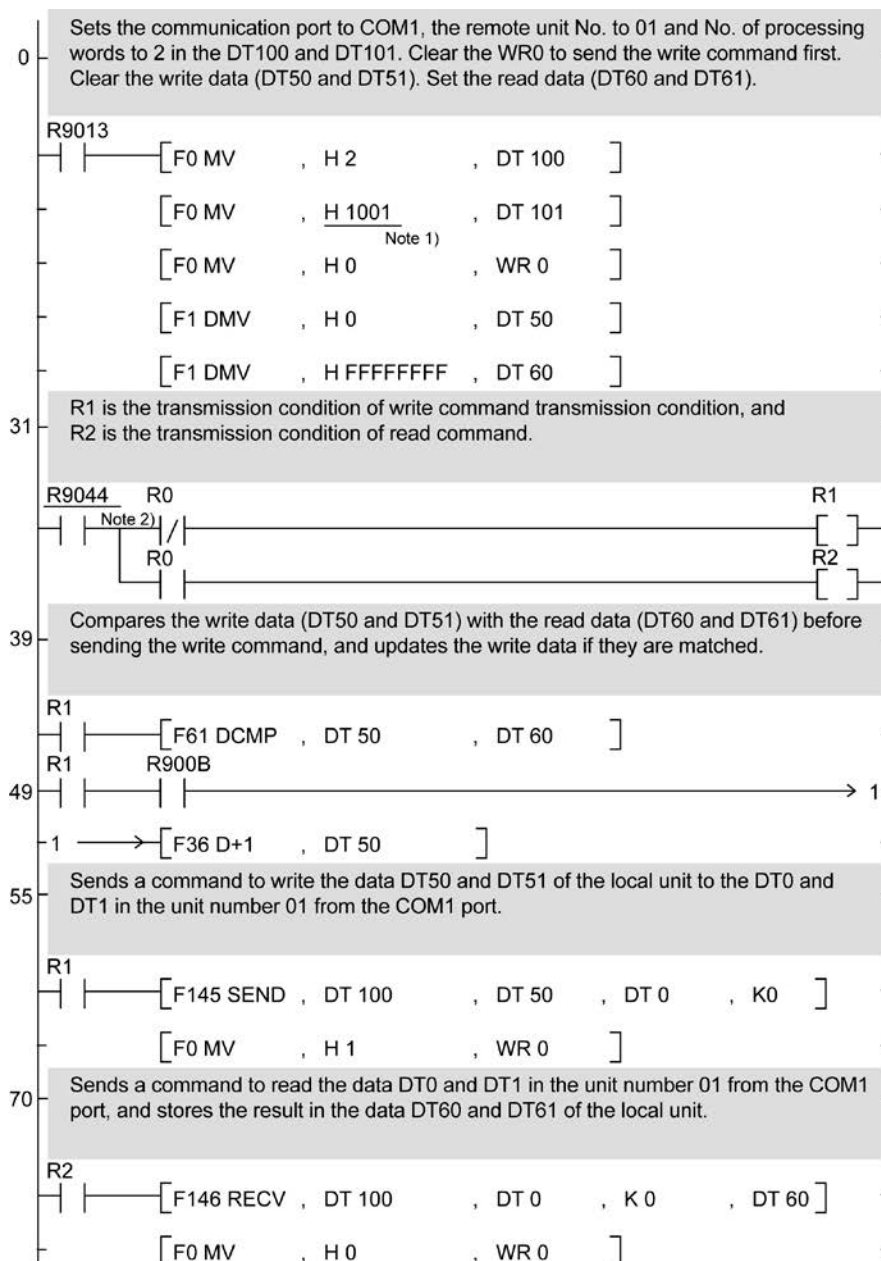 Sets the communication port to COM1, the remote unit No. to 01 and No. of processing
0 words to 2 in the DT100 and DT101. Clear the WR0 to send the write command first.
Clear the write data (DT50 and DT51). Set the read data (DT60 and DT61).
R9013
[F0 MV , H 2 , DT 100 ]
[F0 MV , H 1001 , DT 101 ]
Note 1)
[F0 MV , H 0 , WR 0 ]
[F1 DMV , H 0 , DT 50 ]
[F1 DMV , H FFFFFFFF , DT 60 ]
R1 is the transmission condition of write command transmission condition, and
31 R2 is the transmission condition of read command.
R9044 R0 R1
Note 2) / [ ]
R0 R2
[ ]
Compares the write data (DT50 and DT51) with the read data (DT60 and DT61) before
39 sending the write command, and updates the write data if they are matched.
R1
[F61 DCMP , DT 50 , DT 60 ]
R1 R900B
49 1
1 [F36 D+1 , DT 50 ]
Sends a command to write the data DT50 and DT51 of the local unit to the DT0 and
55 DT1 in the unit number 01 from the COM1 port.
R1
[F145 SEND , DT 100 , DT 50 , DT 0 , K0 ]
[F0 MV , H 1 , WR 0 ]
Sends a command to read the data DT0 and DT1 in the unit number 01 from the COM1
70 port, and stores the result in the data DT60 and DT61 of the local unit.
R2
[F146 RECV , DT 100 , DT 0 , K 0 , DT 60 ]
[F0 MV , H 0 , WR 0 ]